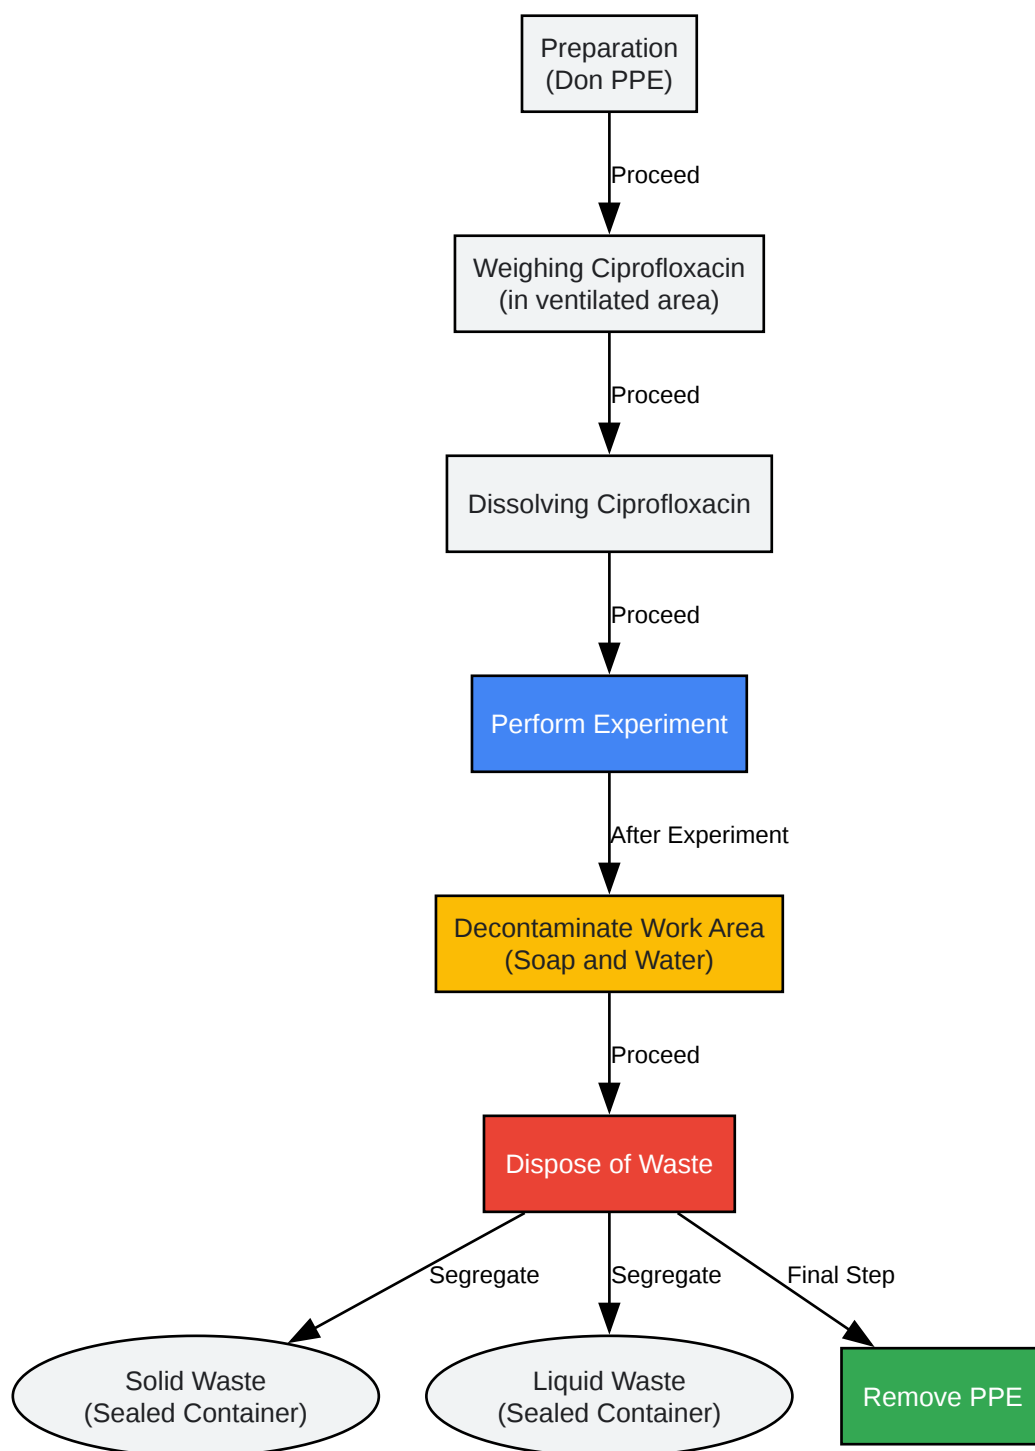 Preparation
(Don PPE)
Proceed
Weighing Ciprofloxacin
(in ventilated area)
Proceed
Dissolving Ciprofloxacin
Proceed
Perform Experiment
After Experiment
Decontaminate Work Area
(Soap and Water)
Proceed
Dispose of Waste
Segregate
Segregate
Final Step
Solid Waste
(Sealed Container)
Liquid Waste
(Sealed Container)
Remove PPE